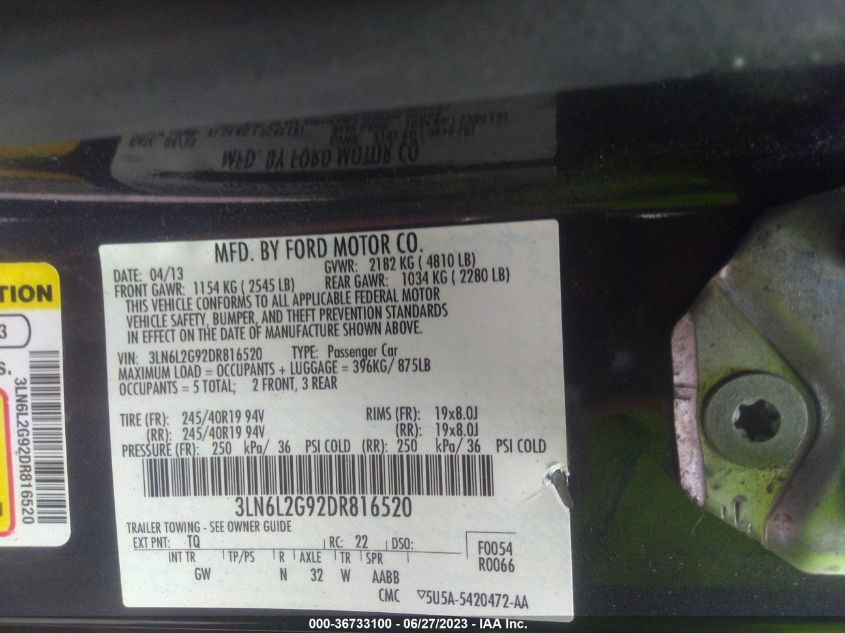 MFD. BY FORD MOTOR CO.
DATE: 04/13 GVWR: 2182 KG ( 4810 LB)
FRONT GAWR: 1154 KG ( 2545 LB) REAR GAWR: 1034 KG ( 2280 LB)
THIS VEHICLE CONFORMS TO ALL APPLICABLE FEDERAL MOTOR
VEHICLE SAFETY, BUMPER, AND THEFT PREVENTION STANDARDS
IN EFFECT ON THE DATE OF MANUFACTURE SHOWN ABOVE.
VIN: 3LN6L2G92DR816520 TYPE: Passenger Car
MAXIMUM LOAD = OCCUPANTS + LUGGAGE = 396KG/ 875LB
OCCUPANTS = 5 TOTAL; 2 FRONT, 3 REAR
TIRE (FR): 245/40R19 94V RIMS (FR): 19x8.0J
(RR): 245/40R19 94V (RR): 19x8.0J
PRESSURE (FR): 250 kPa/ 36 PSI COLD (RR): 250 kPa/ 36 PSI COLD
3LN6L2G92DR816520
TRAILER TOWING - SEE OWNER GUIDE
EXT PNT: TQ RC: 22 DSO: F0054
R0066
INT TR TP/PS R AXLE TR SPR
GW N 32 W AABB
CMC ▽5U5A-5420472-AA
TION
3
S.
3LN6L2G92DR816520
000-36733100 - 06/27/2023 - IAA Inc.